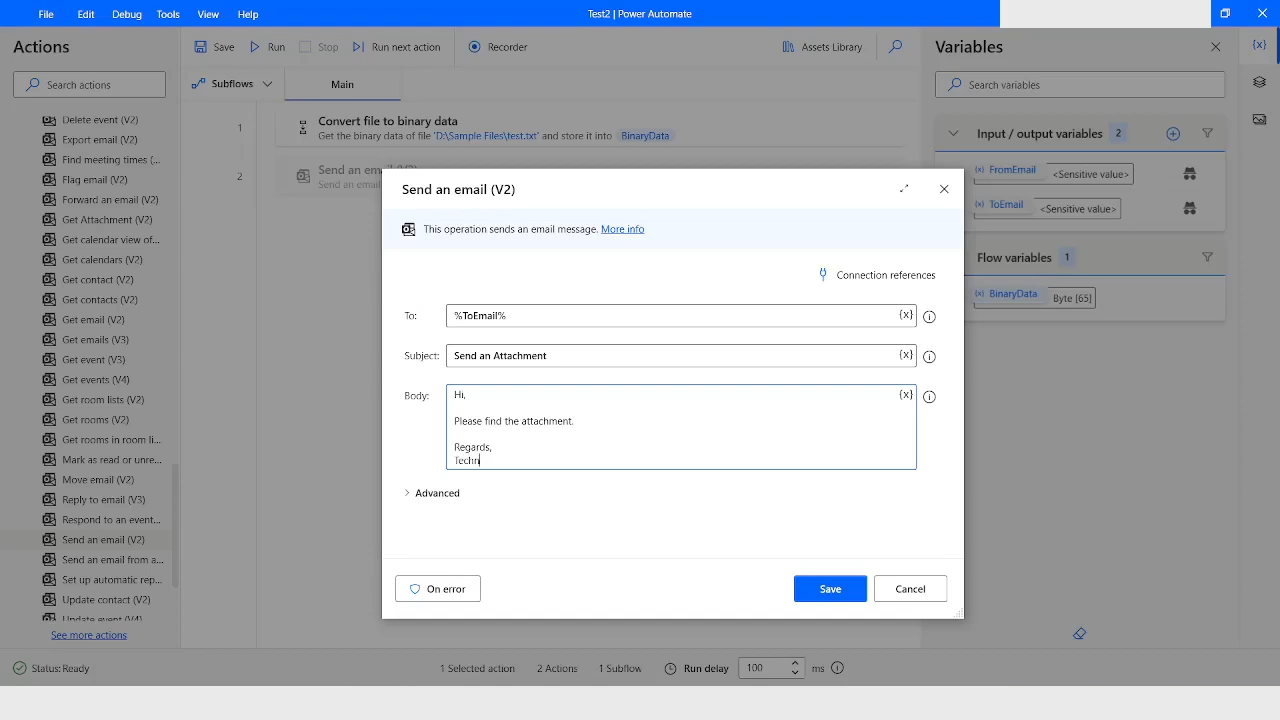 File Edit Debug Tools View Help
Test2 | Power Automate
Actions
Save Run Stop Run next action Recorder
Assets Library
Variables
{x}
Search actions
Subflows
Main
Search variables
Delete event (V2)
Export email (V2)
Find meeting times (...
Flag email (V2)
Forward an email (V2)
Get Attachment (V2)
Get calendar view of...
Get calendars (V2)
Get contact (V2)
Get contacts (V2)
Get email (V2)
Get emails (V3)
Get event (V3)
Get events (V4)
Get room lists (V2)
Get rooms (V2)
Get rooms in room li...
Mark as read or unre...
Move email (V2)
Reply to email (V3)
Respond to an event...
Send an email (V2)
Send an email from a...
Set up automatic rep...
Update contact (V2)
Update event (V4)
See more actions
1
Convert file to binary data
Get the binary data of file 'D:\Sample Files\test.txt' and store it into BinaryData
2
Send an email (V2)
Send an email
Send an email (V2)
This operation sends an email message. More info
Connection references
To: %ToEmail% {x}
Subject: Send an Attachment {x}
Body: Hi, {x}
Please find the attachment.
Regards,
Techn
Advanced
On error
Save
Cancel
Input / output variables 2
(x) FromEmail <Sensitive value>
(x) ToEmail <Sensitive value>
Flow variables 1
(x) BinaryData Byte [65]
Status: Ready
1 Selected action
2 Actions
1 Subflow
Run delay 100 ms